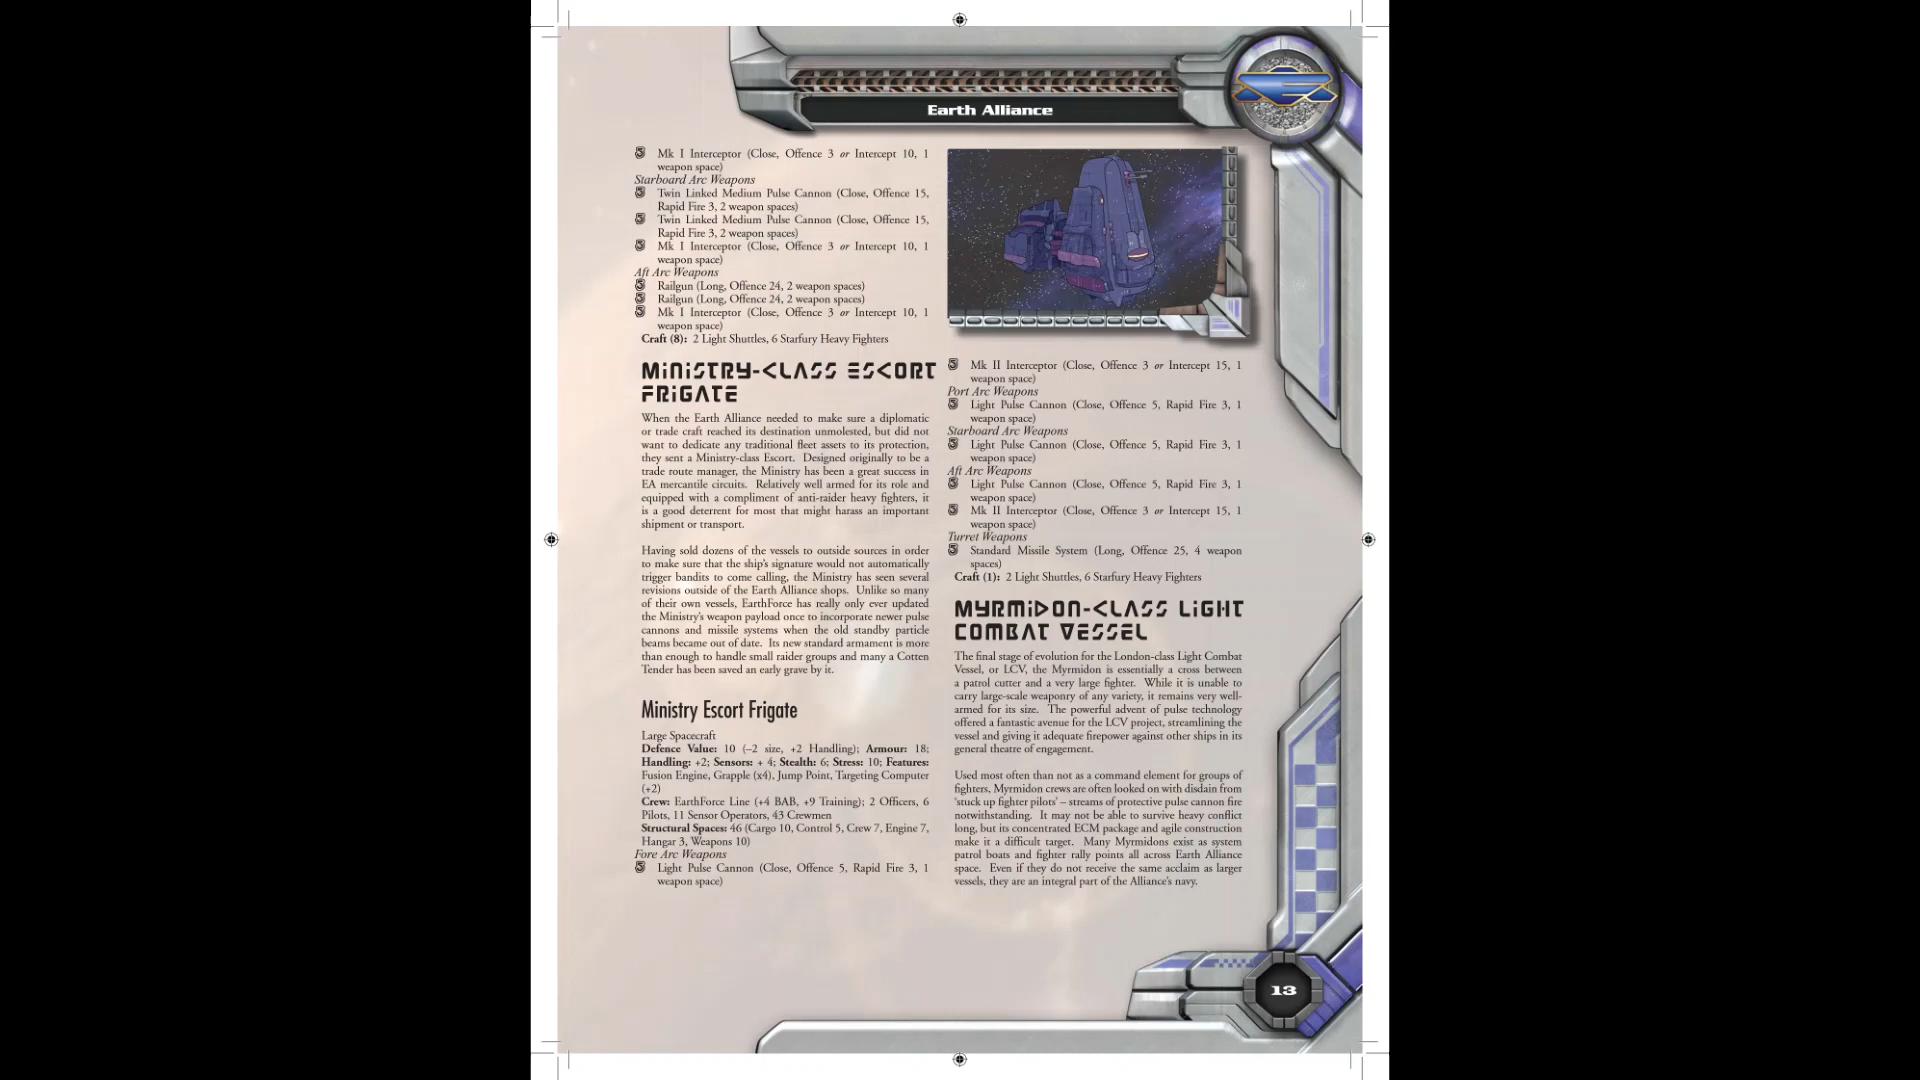 Earth Alliance
Mk I Interceptor (Close, Offence 3 or Intercept 10, 1
weapon space)
Starboard Arc Weapons
Twin Linked Medium Pulse Cannon (Close, Offence 15,
Rapid Fire 3, 2 weapon spaces)
Twin Linked Medium Pulse Cannon (Close, Offence 15,
Rapid Fire 3, 2 weapon spaces)
Mk I Interceptor (Close, Offence 3 or Intercept 10, 1
weapon space)
Aft Arc Weapons
Railgun (Long, Offence 24, 2 weapon spaces)
Railgun (Long, Offence 24, 2 weapon spaces)
Mk I Interceptor (Close, Offence 3 or Intercept 10, 1
weapon space)
Craft (8): 2 Light Shuttles, 6 Starfury Heavy Fighters
Ministry-Class Escort
Frigate
When the Earth Alliance needed to make sure a diplomatic
or trade craft reached its destination unmolested, but did not
want to dedicate any traditional fleet assets to its protection,
they sent a Ministry-class Escort. Designed originally to be a
trade route manager, the Ministry has been a great success in
EA mercantile circuits. Relatively well armed for its role and
equipped with a compliment of anti-raider heavy fighters, it
is a good deterrent for most that might harass an important
shipment or transport.
Having sold dozens of the vessels to outside sources in order
to make sure that the ship's signature would not automatically
trigger bandits to come calling, the Ministry has seen several
revisions outside of the Earth Alliance shops. Unlike so many
of their own vessels, EarthForce has really only ever updated
the Ministry's weapon payload once to incorporate newer pulse
cannons and missile systems when the old standby particle
beams became out of date. Its new standard armament is more
than enough to handle small raider groups and many a Cotten
Tender has been saved an early grave by it.
Ministry Escort Frigate
Large Spacecraft
Defence Value: 10 (–2 size, +2 Handling); Armour: 18;
Handling: +2; Sensors: + 4; Stealth: 6; Stress: 10; Features:
Fusion Engine, Grapple (x4), Jump Point, Targeting Computer
(+2)
Crew: EarthForce Line (+4 BAB, +9 Training); 2 Officers, 6
Pilots, 11 Sensor Operators, 43 Crewmen
Structural Spaces: 46 (Cargo 10, Control 5, Crew 7, Engine 7,
Hangar 3, Weapons 10)
Fore Arc Weapons
Light Pulse Cannon (Close, Offence 5, Rapid Fire 3, 1
weapon space)
Mk II Interceptor (Close, Offence 3 or Intercept 15, 1
weapon space)
Port Arc Weapons
Light Pulse Cannon (Close, Offence 5, Rapid Fire 3, 1
weapon space)
Starboard Arc Weapons
Light Pulse Cannon (Close, Offence 5, Rapid Fire 3, 1
weapon space)
Aft Arc Weapons
Light Pulse Cannon (Close, Offence 5, Rapid Fire 3, 1
weapon space)
Mk II Interceptor (Close, Offence 3 or Intercept 15, 1
weapon space)
Turret Weapons
Standard Missile System (Long, Offence 25, 4 weapon
spaces)
Craft (1): 2 Light Shuttles, 6 Starfury Heavy Fighters
Myrmidon-Class Light
Combat Vessel
The final stage of evolution for the London-class Light Combat
Vessel, or LCV, the Myrmidon is essentially a cross between
a patrol cutter and a very large fighter. While it is unable to
carry large-scale weaponry of any variety, it remains very well-
armed for its size. The powerful advent of pulse technology
offered a fantastic avenue for the LCV project, streamlining the
vessel and giving it adequate firepower against other ships in its
general theatre of engagement.
Used most often than not as a command element for groups of
fighters, Myrmidon crews are often looked on with disdain from
'stuck up fighter pilots' – streams of protective pulse cannon fire
notwithstanding. It may not be able to survive heavy conflict
long, but its concentrated ECM package and agile construction
make it a difficult target. Many Myrmidons exist as system
patrol boats and fighter rally points all across Earth Alliance
space. Even if they do not receive the same acclaim as larger
vessels, they are an integral part of the Alliance's navy.
13